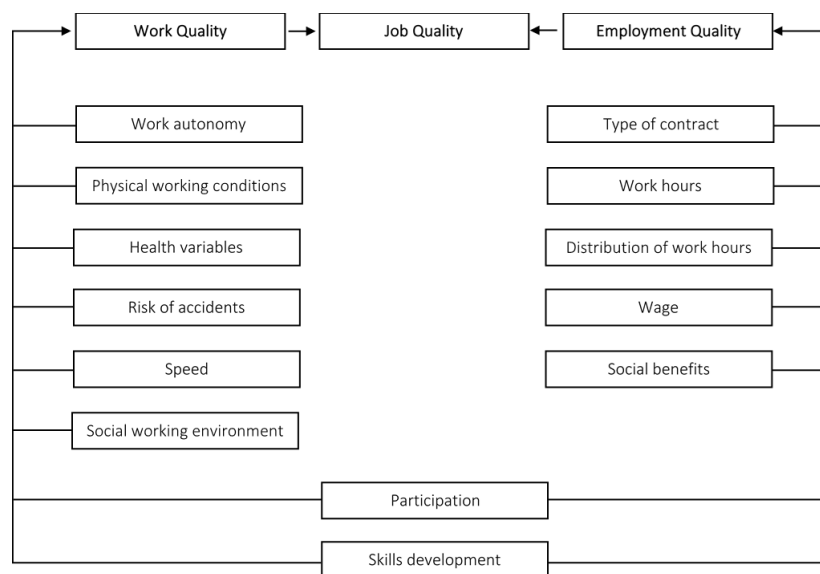 Work Quality
Job Quality
Employment Quality
Work autonomy
Type of contract
Physical working conditions
Work hours
Health variables
Distribution of work hours
Risk of accidents
Wage
Speed
Social benefits
Social working environment
Participation
Skills development